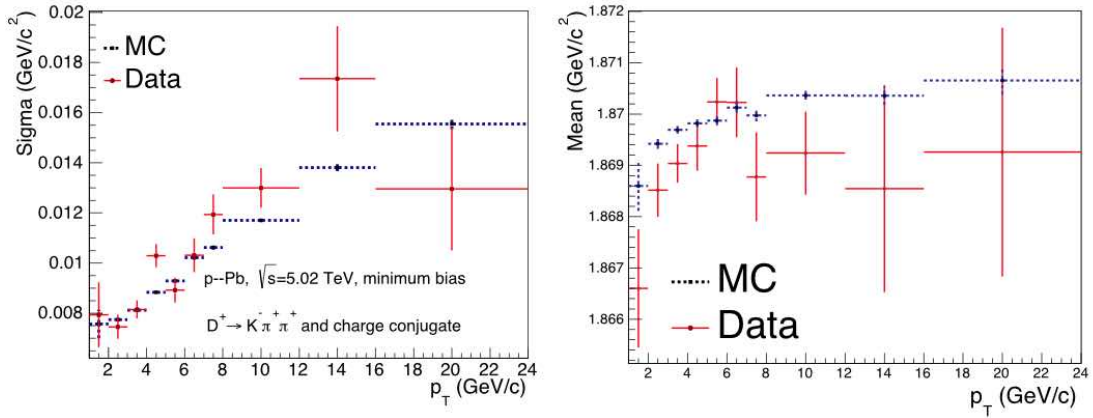 Sigma (GeV/c²)
0.02
0.018
0.016
0.014
0.012
0.01
0.008
MC
Data
p--Pb, √s=5.02 TeV, minimum bias
D⁺→ K⁻π⁺π⁺ and charge conjugate
2 4 6 8 10 12 14 16 18 20 22 24
p_T (GeV/c)
Mean (GeV/c²)
1.872
1.871
1.87
1.869
1.868
1.867
1.866
MC
Data
2 4 6 8 10 12 14 16 18 20 22 24
p_T (GeV/c)